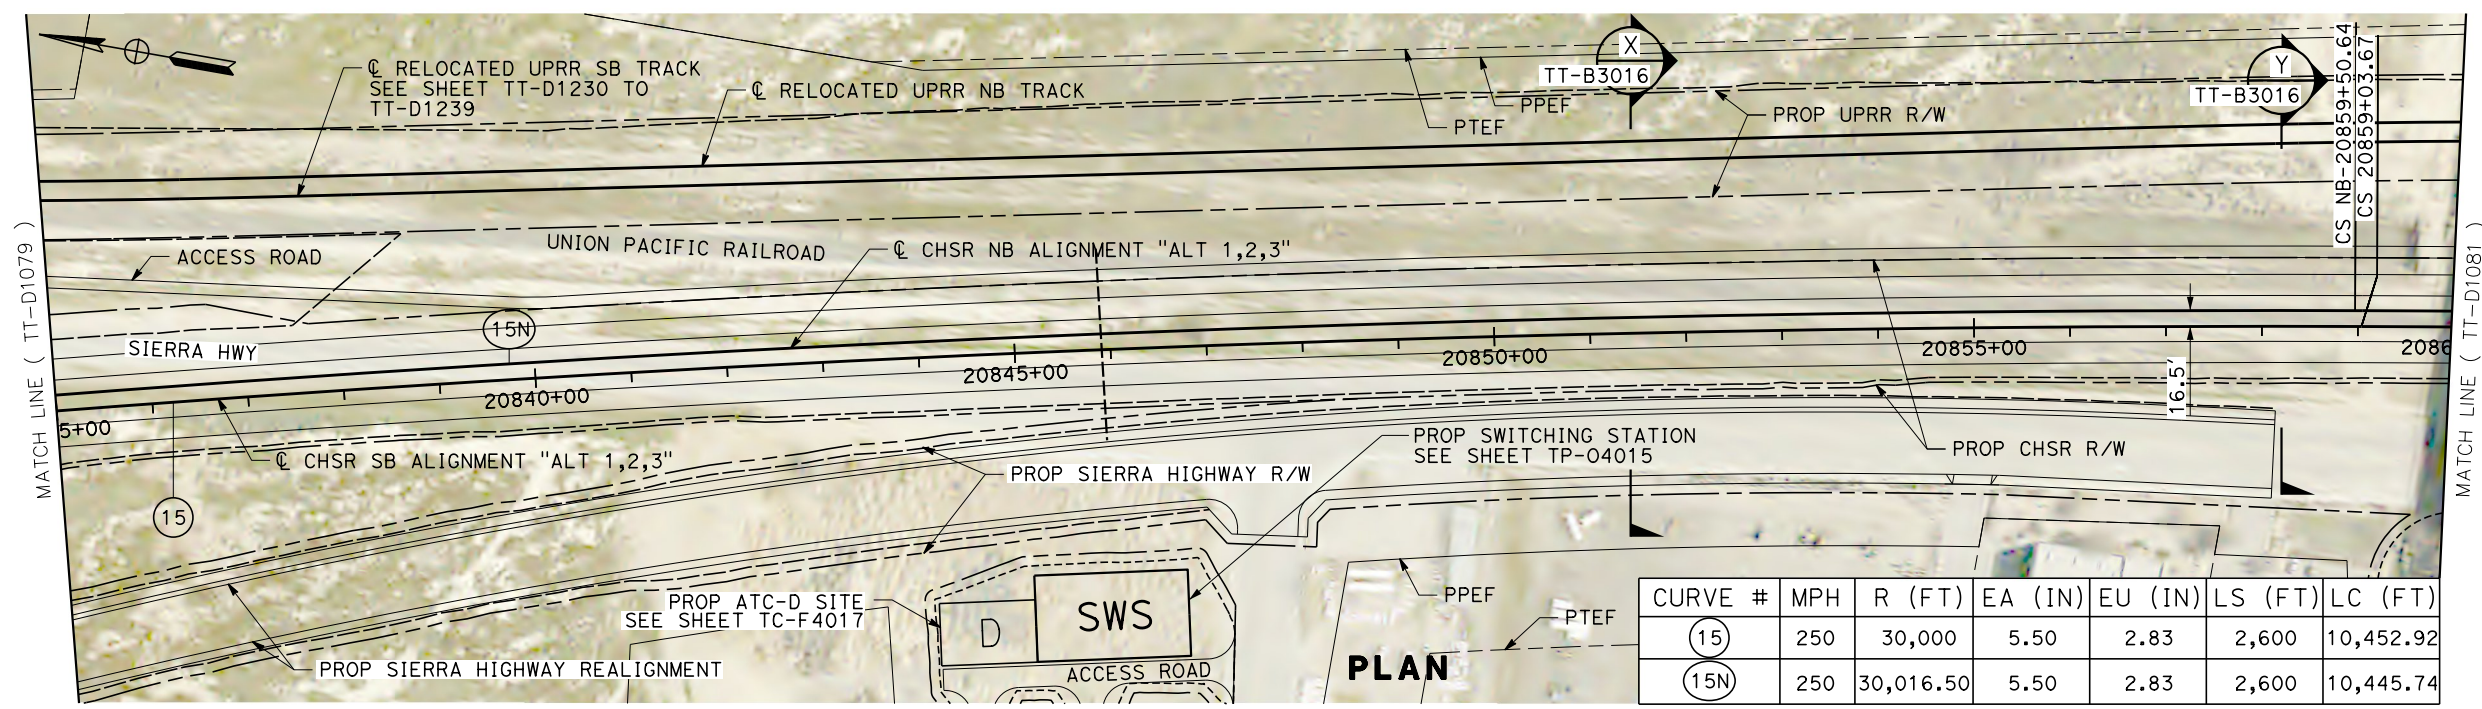 ℄ RELOCATED UPRR SB TRACK
SEE SHEET TT-D1230 TO
TT-D1239
℄ RELOCATED UPRR NB TRACK
X
TT-B3016
PPEF
PTEF
PROP UPRR R/W
Y
TT-B3016
CS NB-20859+50.64
CS 20859+03.67
MATCH LINE ( TT-D1079 )
ACCESS ROAD
UNION PACIFIC RAILROAD
℄ CHSR NB ALIGNMENT "ALT 1,2,3"
MATCH LINE ( TT-D1081 )
15N
SIERRA HWY
5+00
20840+00
20845+00
20850+00
20855+00
2086
16.5'
℄ CHSR SB ALIGNMENT "ALT 1,2,3"
15
PROP SIERRA HIGHWAY R/W
PROP SWITCHING STATION
SEE SHEET TP-O4015
PROP CHSR R/W
PROP ATC-D SITE
SEE SHEET TC-F4017
D
SWS
ACCESS ROAD
PPEF
PTEF
PROP SIERRA HIGHWAY REALIGNMENT
PLAN
CURVE # MPH R (FT) EA (IN) EU (IN) LS (FT) LC (FT)
15 250 30,000 5.50 2.83 2,600 10,452.92
15N 250 30,016.50 5.50 2.83 2,600 10,445.74